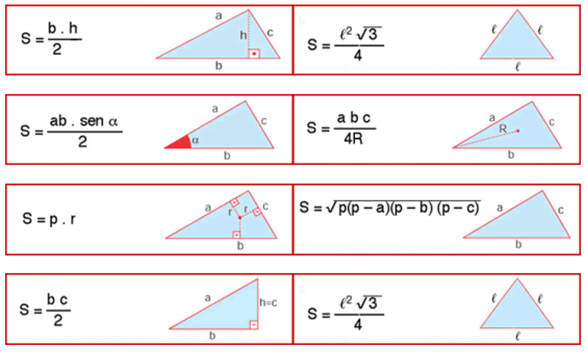 S = b . h / 2
a
h
c
b
S = ℓ² √3 / 4
ℓ
ℓ
ℓ
S = ab . sen α / 2
a
c
α
b
S = a b c / 4R
a
R
c
b
S = p . r
a
r
r
c
b
S = √p(p – a)(p – b) (p – c)
a
c
b
S = b c / 2
a
h=c
b
S = ℓ² √3 / 4
ℓ
ℓ
ℓ